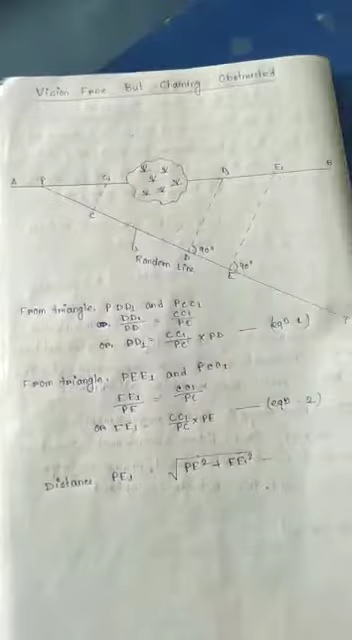 Vision Free But Chaining Obstructed
A P C1 D1 E1 B
C
D 90°
Random Line
E 90°
From triangle, PDD1 and PCC1
or DD1/PD = CC1/PC
or, DD1 = CC1/PC × PD — (eqn 1)
From triangle, PEE1 and PCC1
EE1/PE = CC1/PC
or EE1 = CC1/PC × PE — (eqn - 2)
Distance, PE1 = √PE² + EE1²